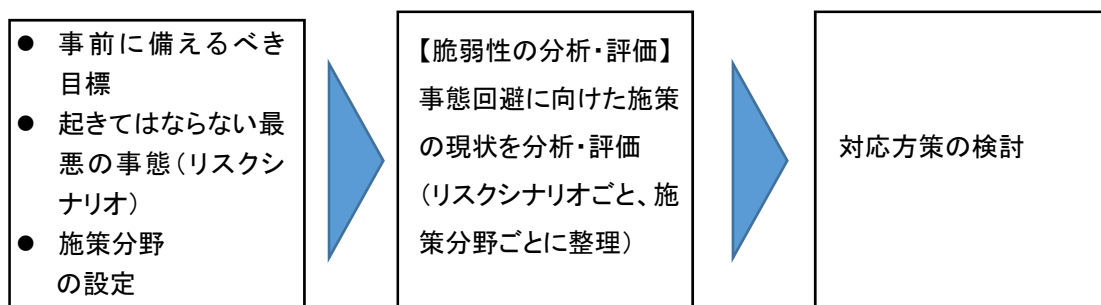 ● 事前に備えるべき
目標
● 起きてはならない最
悪の事態(リスクシ
ナリオ)
● 施策分野
の設定
【脆弱性の分析・評価】
事態回避に向けた施策
の現状を分析・評価
(リスクシナリオごと、施
策分野ごとに整理)
対応方策の検討